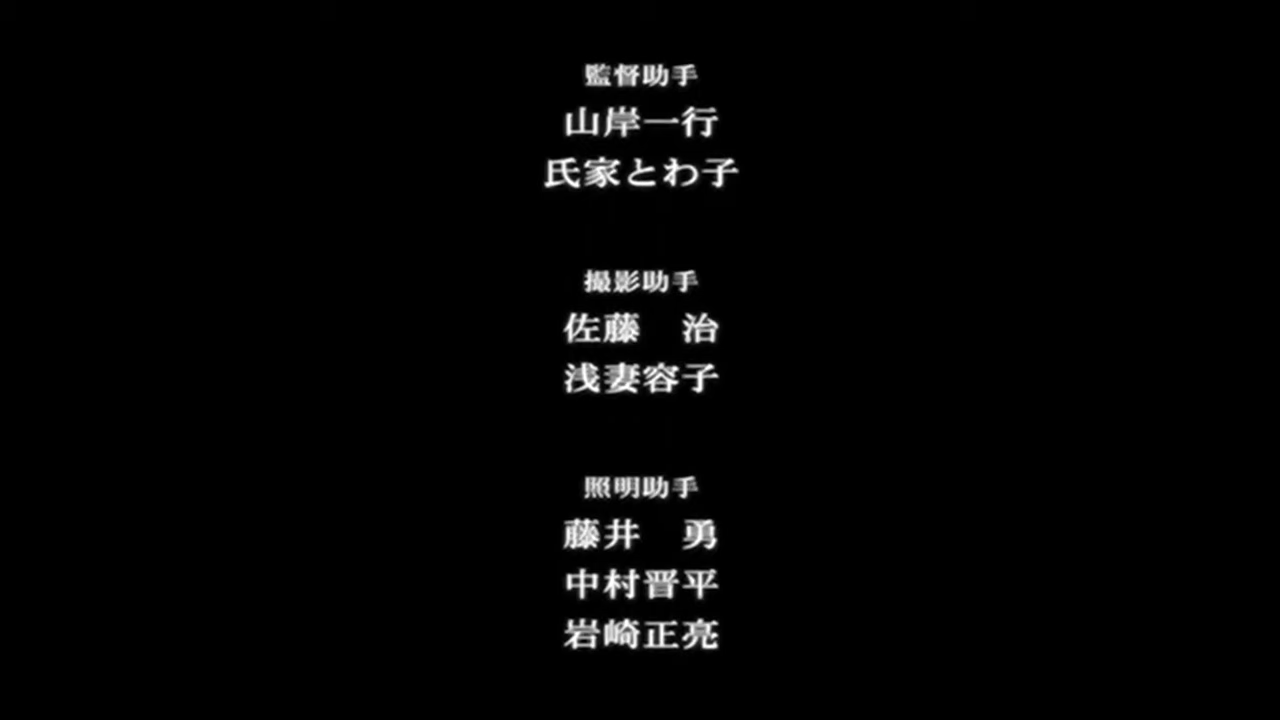 監督助手
山岸一行
氏家とわ子
撮影助手
佐藤　治
浅妻容子
照明助手
藤井　勇
中村晋平
岩崎正亮